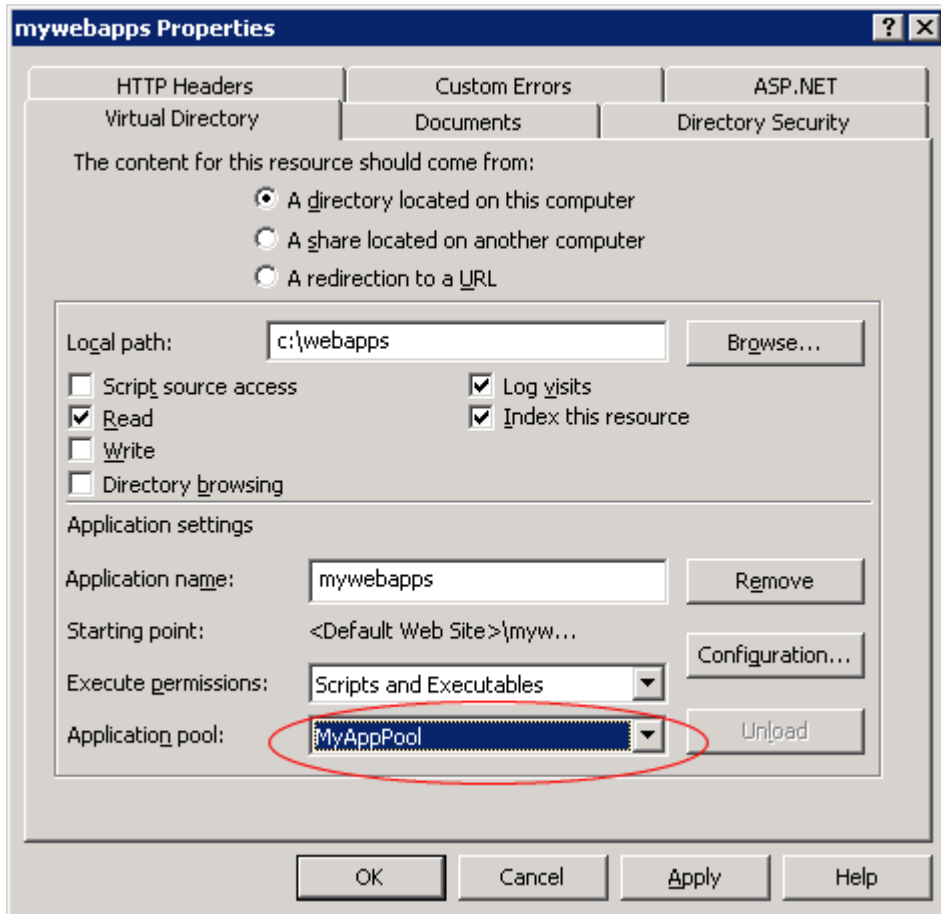 mywebapps Properties
HTTP Headers Custom Errors ASP.NET
Virtual Directory Documents Directory Security
The content for this resource should come from:
A directory located on this computer
A share located on another computer
A redirection to a URL
Local path: c:\webapps Browse...
Script source access Log visits
Read Index this resource
Write
Directory browsing
Application settings
Application name: mywebapps Remove
Starting point: <Default Web Site>\myw...
Configuration...
Execute permissions: Scripts and Executables
Application pool: MyAppPool Unload
OK Cancel Apply Help